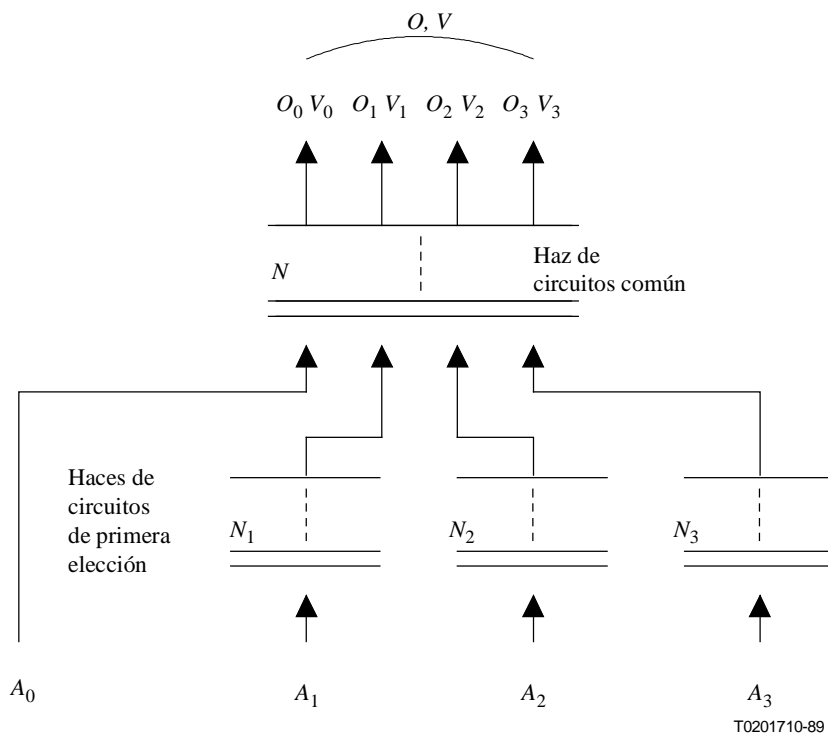 O, V
O0 V0 O1 V1 O2 V2 O3 V3
N
Haz de
circuitos común
Haces de
circuitos
de primera
elección
N1
N2
N3
A0
A1
A2
A3
T0201710-89